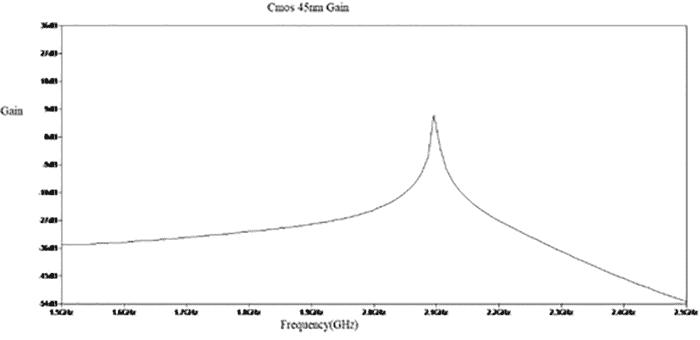 Cmos 45nm Gain
36dB
27dB
18dB
9dB
Gain
0dB
-9dB
-18dB
-27dB
-36dB
-45dB
-54dB
1.5GHz 1.6GHz 1.7GHz 1.8GHz 1.9GHz 2.0GHz 2.1GHz 2.2GHz 2.3GHz 2.4GHz 2.5GHz
Frequency(GHz)